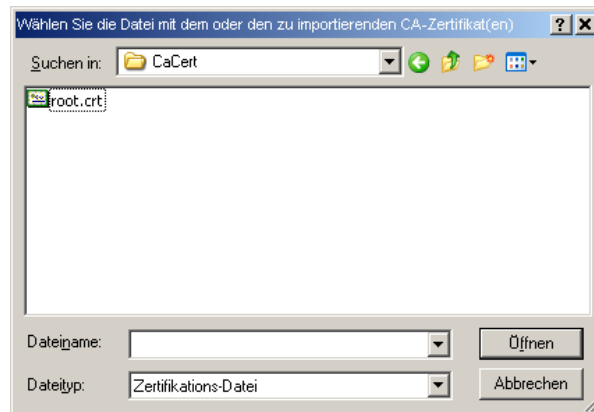 Wählen Sie die Datei mit dem oder den zu importierenden CA-Zertifikat(en)
Suchen in: CaCert
root.crt
Dateiname: Öffnen
Dateityp: Zertifikations-Datei Abbrechen